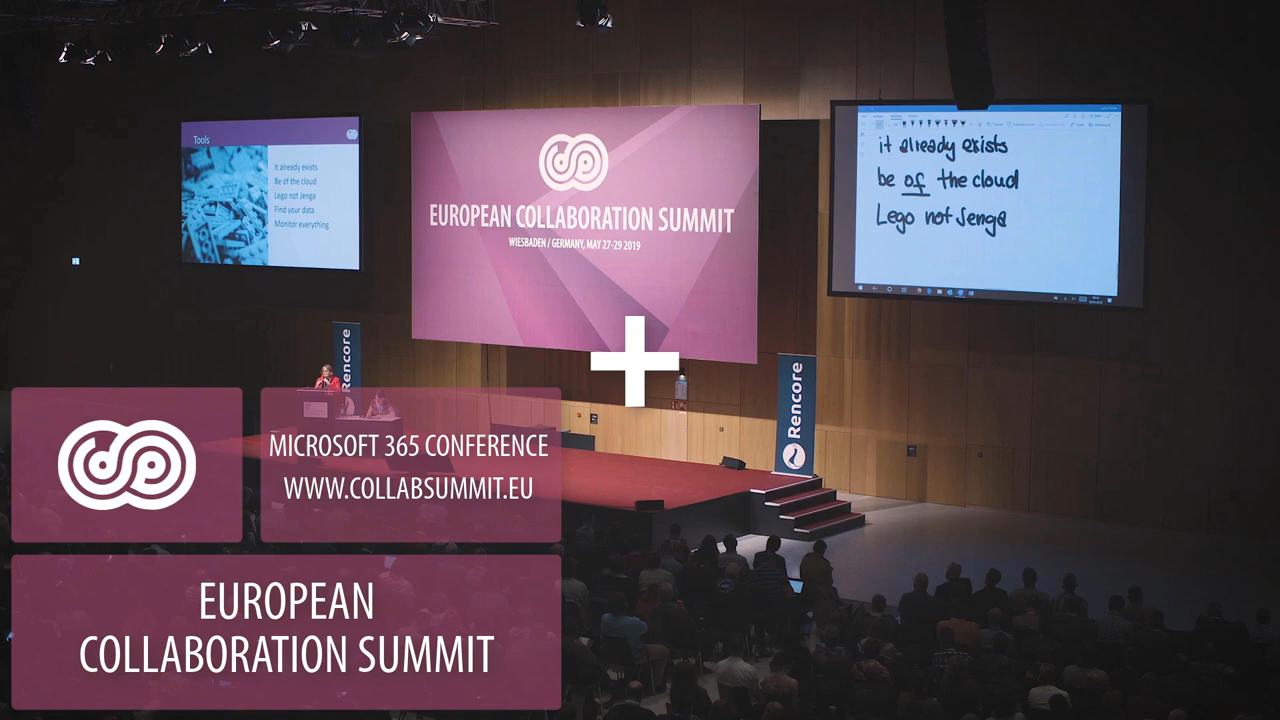 Tools
it already exists
Be of the cloud
Lego not Jenga
Find your data
Monitor everything
EUROPEAN COLLABORATION SUMMIT
WIESBADEN / GERMANY, MAY 27-29 2019
it already exists
be of the cloud
Lego not Jenga
Rencore
Rencore
MICROSOFT 365 CONFERENCE
WWW.COLLABSUMMIT.EU
EUROPEAN
COLLABORATION SUMMIT